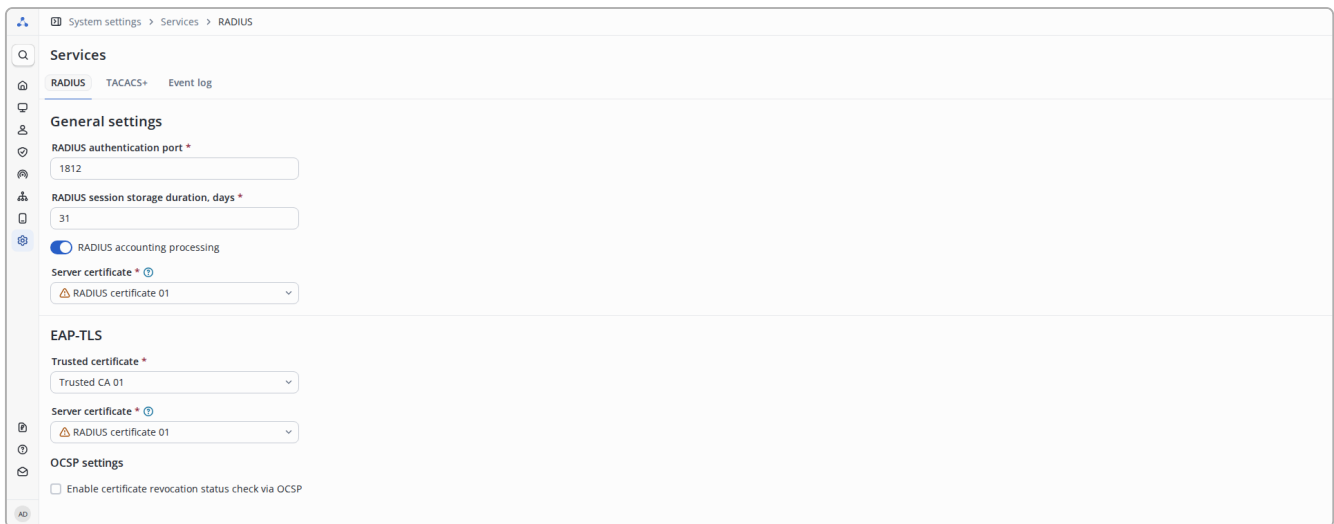 System settings > Services > RADIUS
Services
RADIUS TACACS+ Event log
General settings
RADIUS authentication port *
1812
RADIUS session storage duration, days *
31
RADIUS accounting processing
Server certificate *
RADIUS certificate 01
EAP-TLS
Trusted certificate *
Trusted CA 01
Server certificate *
RADIUS certificate 01
OCSP settings
Enable certificate revocation status check via OCSP
AD